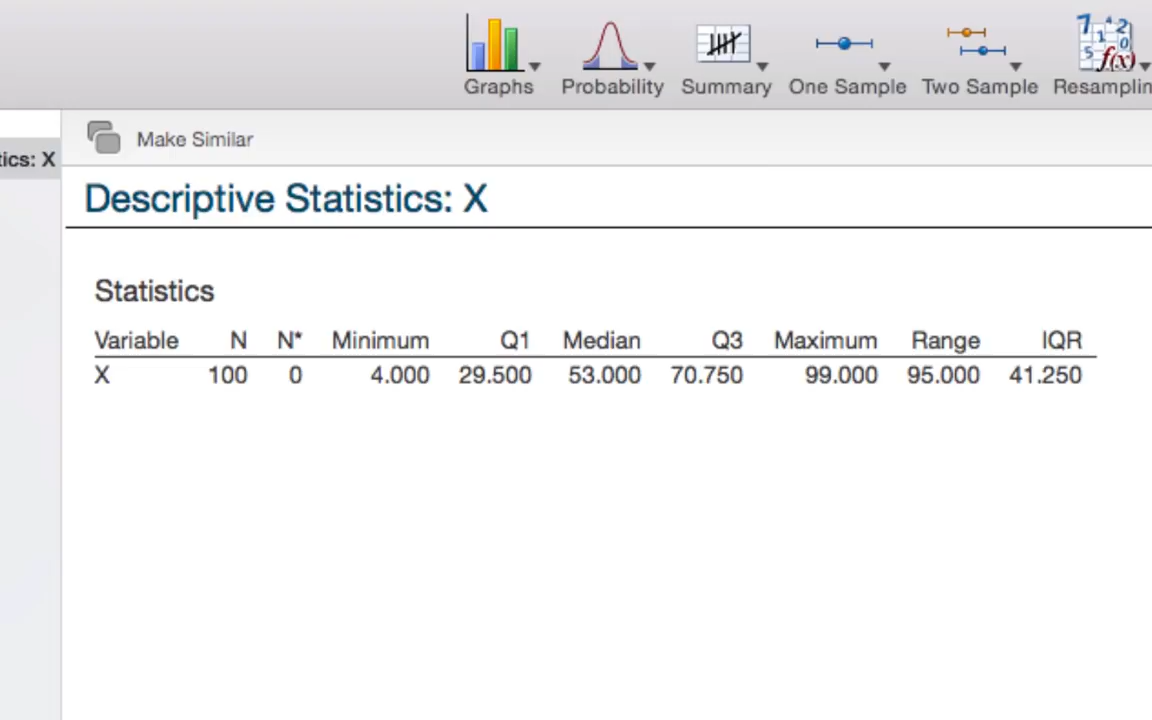 Graphs Probability Summary One Sample Two Sample Resamplin
Make Similar
tics: X
Descriptive Statistics: X
Statistics
Variable N N* Minimum Q1 Median Q3 Maximum Range IQR
X 100 0 4.000 29.500 53.000 70.750 99.000 95.000 41.250